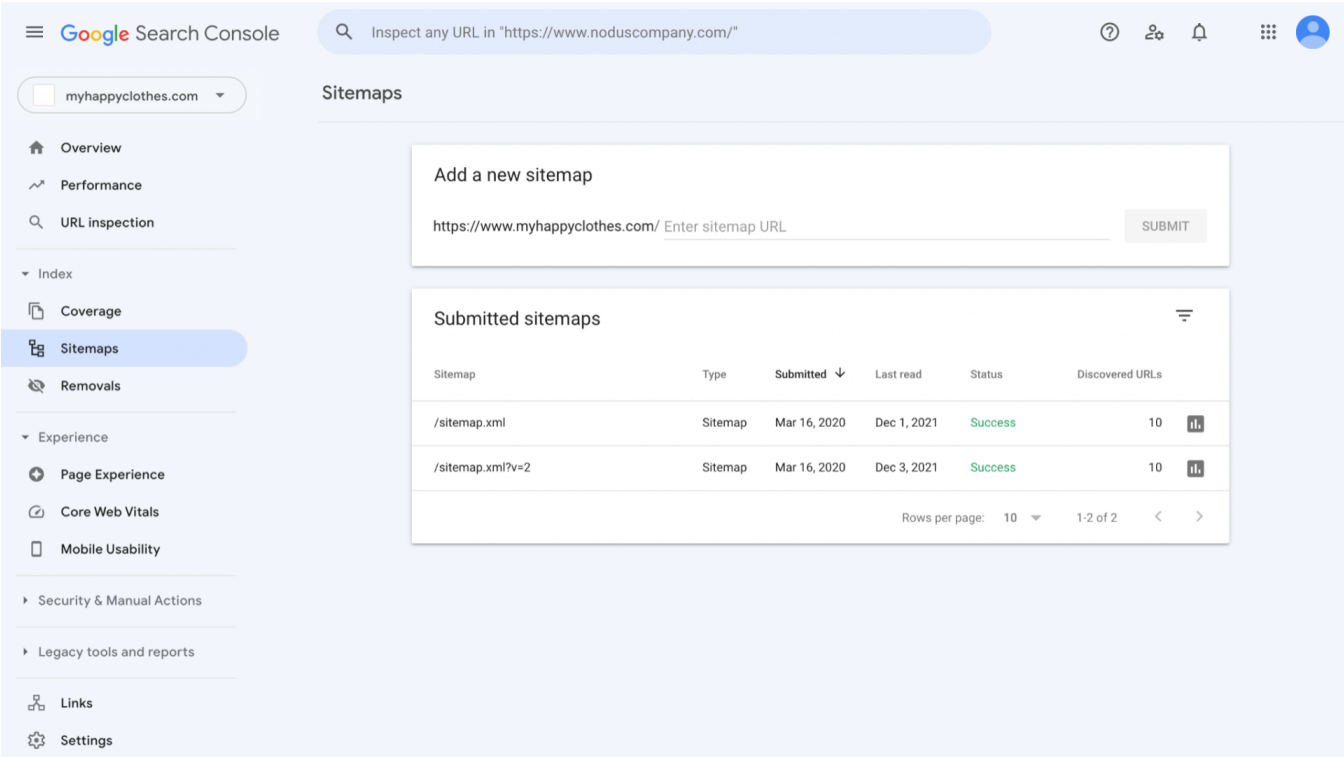 Google Search Console
Inspect any URL in "https://www.noduscompany.com/"
myhappyclothes.com
Overview
Performance
URL inspection
Index
Coverage
Sitemaps
Removals
Experience
Page Experience
Core Web Vitals
Mobile Usability
Security & Manual Actions
Legacy tools and reports
Links
Settings
Sitemaps
Add a new sitemap
https://www.myhappyclothes.com/ Enter sitemap URL SUBMIT
Submitted sitemaps
Sitemap Type Submitted Last read Status Discovered URLs
/sitemap.xml Sitemap Mar 16, 2020 Dec 1, 2021 Success 10
/sitemap.xml?v=2 Sitemap Mar 16, 2020 Dec 3, 2021 Success 10
Rows per page: 10 1-2 of 2